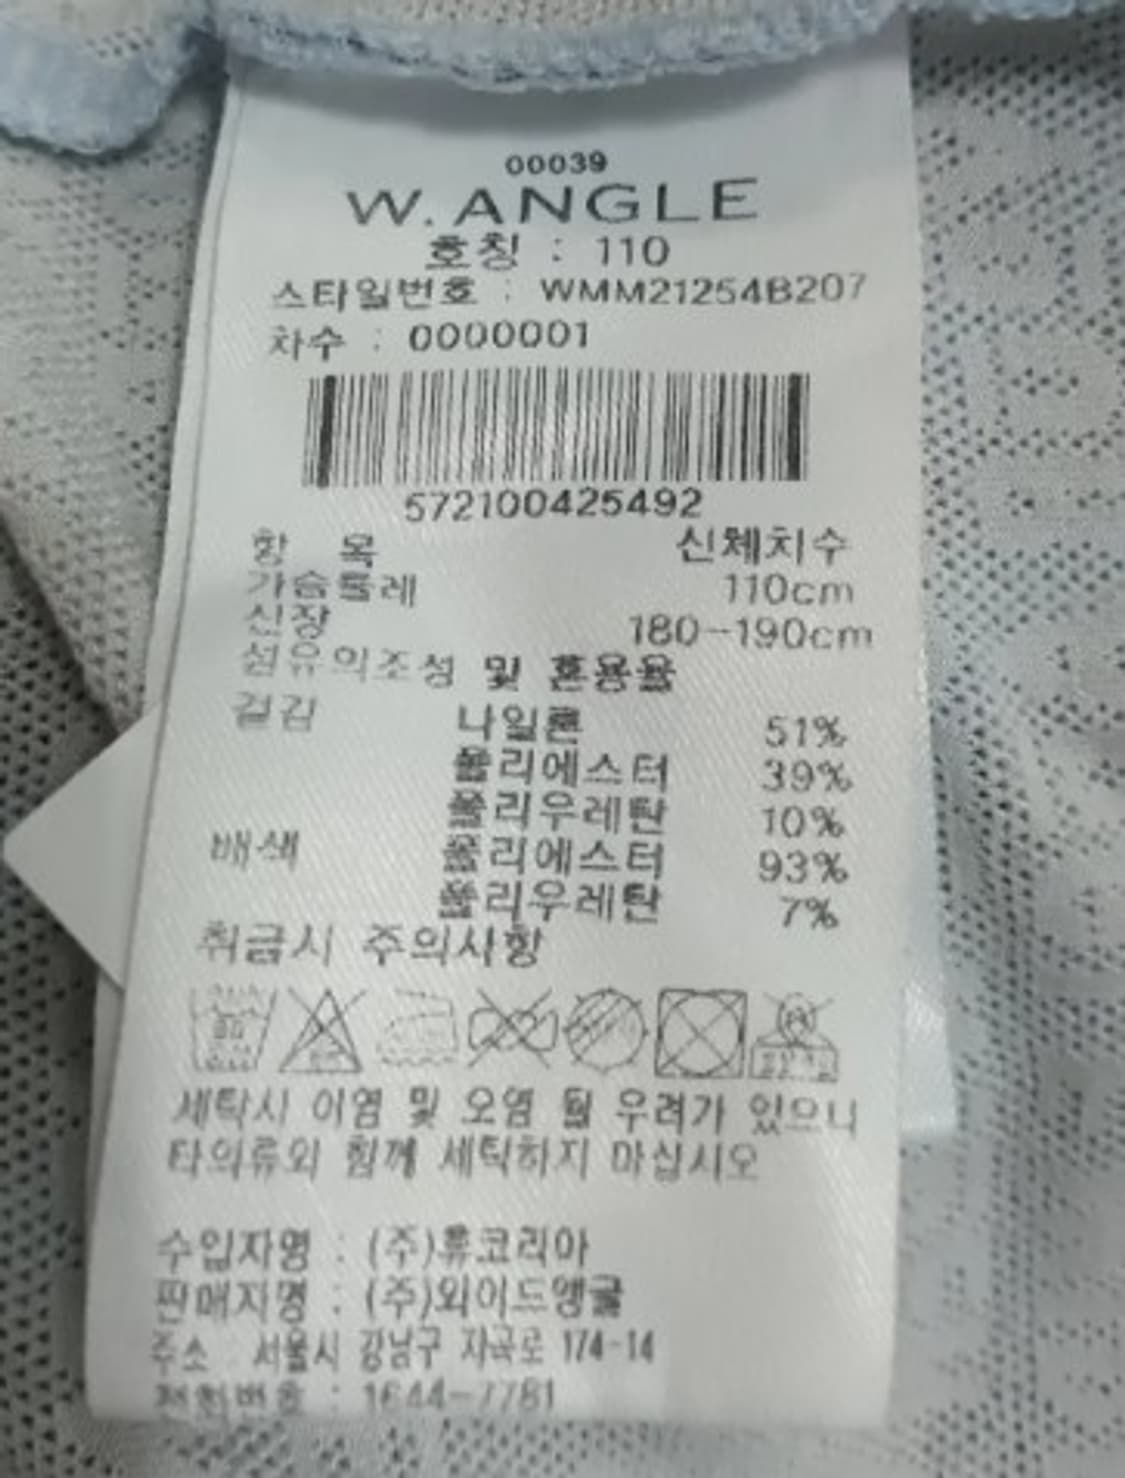 00039
W. ANGLE
호칭 : 110
스타일번호 : WMM21254B207
차수 : 0000001
572100425492
항 목 신체치수
가슴둘레 110cm
신장 180-190cm
섬유의조성 및 혼용율
겉감 나일론 51%
폴리에스터 39%
폴리우레탄 10%
배색 폴리에스터 93%
폴리우레탄 7%
취급시 주의사항
세탁시 이염 및 오염 될 우려가 있으니
타의류와 함께 세탁하지 마십시오
수입자명 : (주)휴코리아
판매자명 : (주)와이드앵글
주소 : 서울시 강남구 자곡로 174-14
전화번호 : 1644-7781